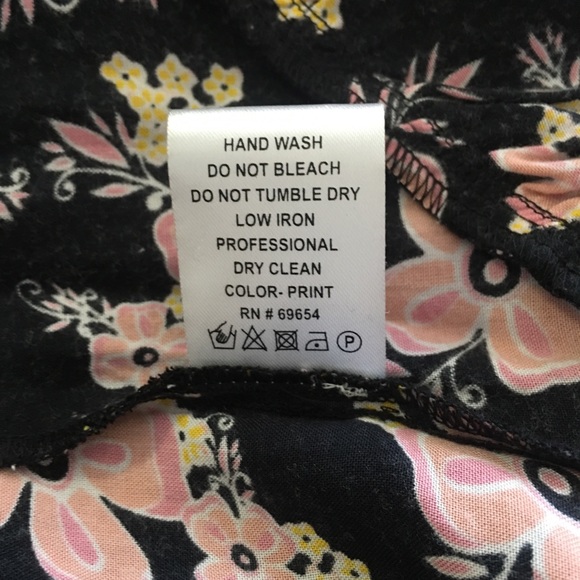 HAND WASH
DO NOT BLEACH
DO NOT TUMBLE DRY
LOW IRON
PROFESSIONAL
DRY CLEAN
COLOR- PRINT
RN # 69654
P